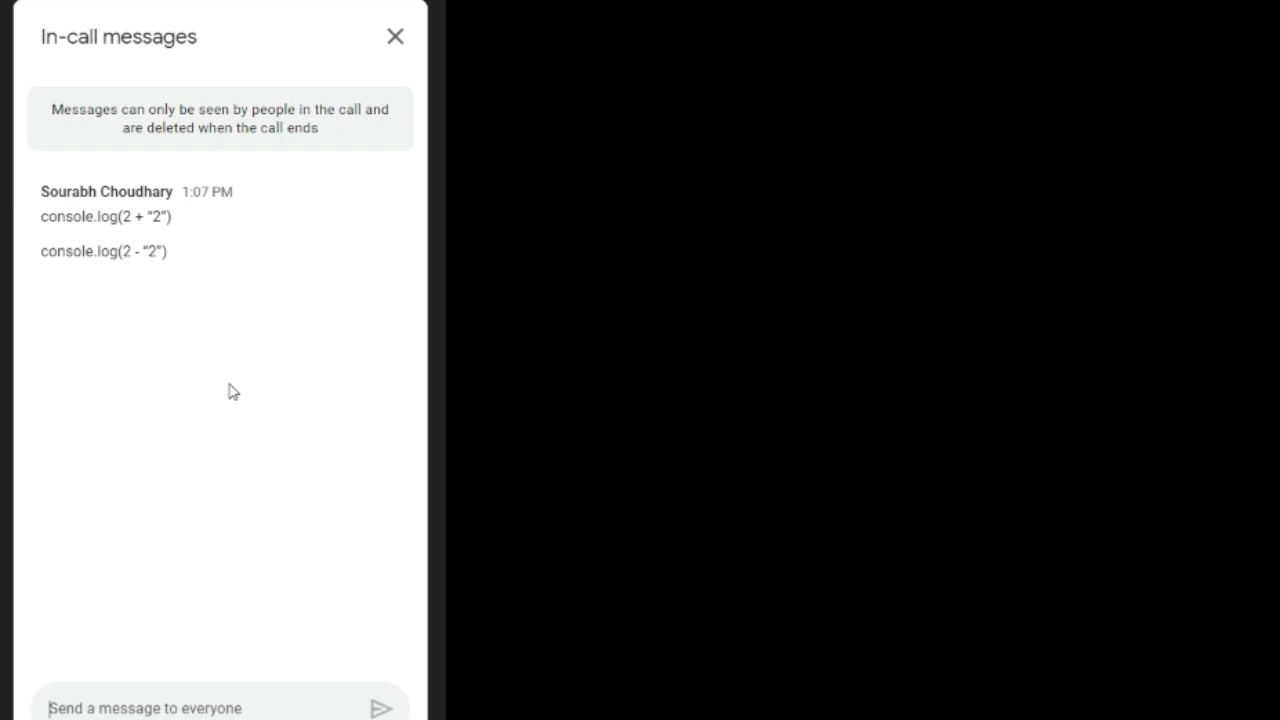 In-call messages
Messages can only be seen by people in the call and
are deleted when the call ends
Sourabh Choudhary 1:07 PM
console.log(2 + “2”)
console.log(2 - “2”)
Send a message to everyone